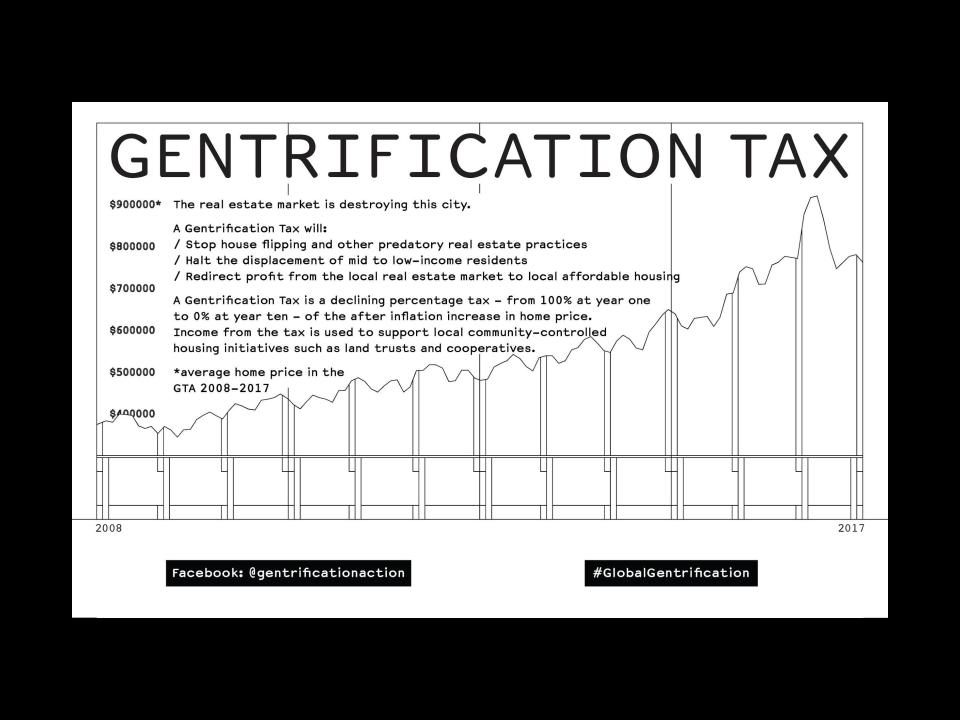 GENTRIFICATION TAX
$900000*
The real estate market is destroying this city.
A Gentrification Tax will:
/ Stop house flipping and other predatory real estate practices
$800000
/ Halt the displacement of mid to low-income residents
/ Redirect profit from the local real estate market to local affordable housing
$700000
A Gentrification Tax is a declining percentage tax - from 100% at year one
to 0% at year ten - of the after inflation increase in home price.
$600000
Income from the tax is used to support local community-controlled
housing initiatives such as land trusts and cooperatives.
$500000
*average home price in the
GTA 2008-2017
$400000
2008
2017
Facebook: @gentrificationaction
#GlobalGentrification